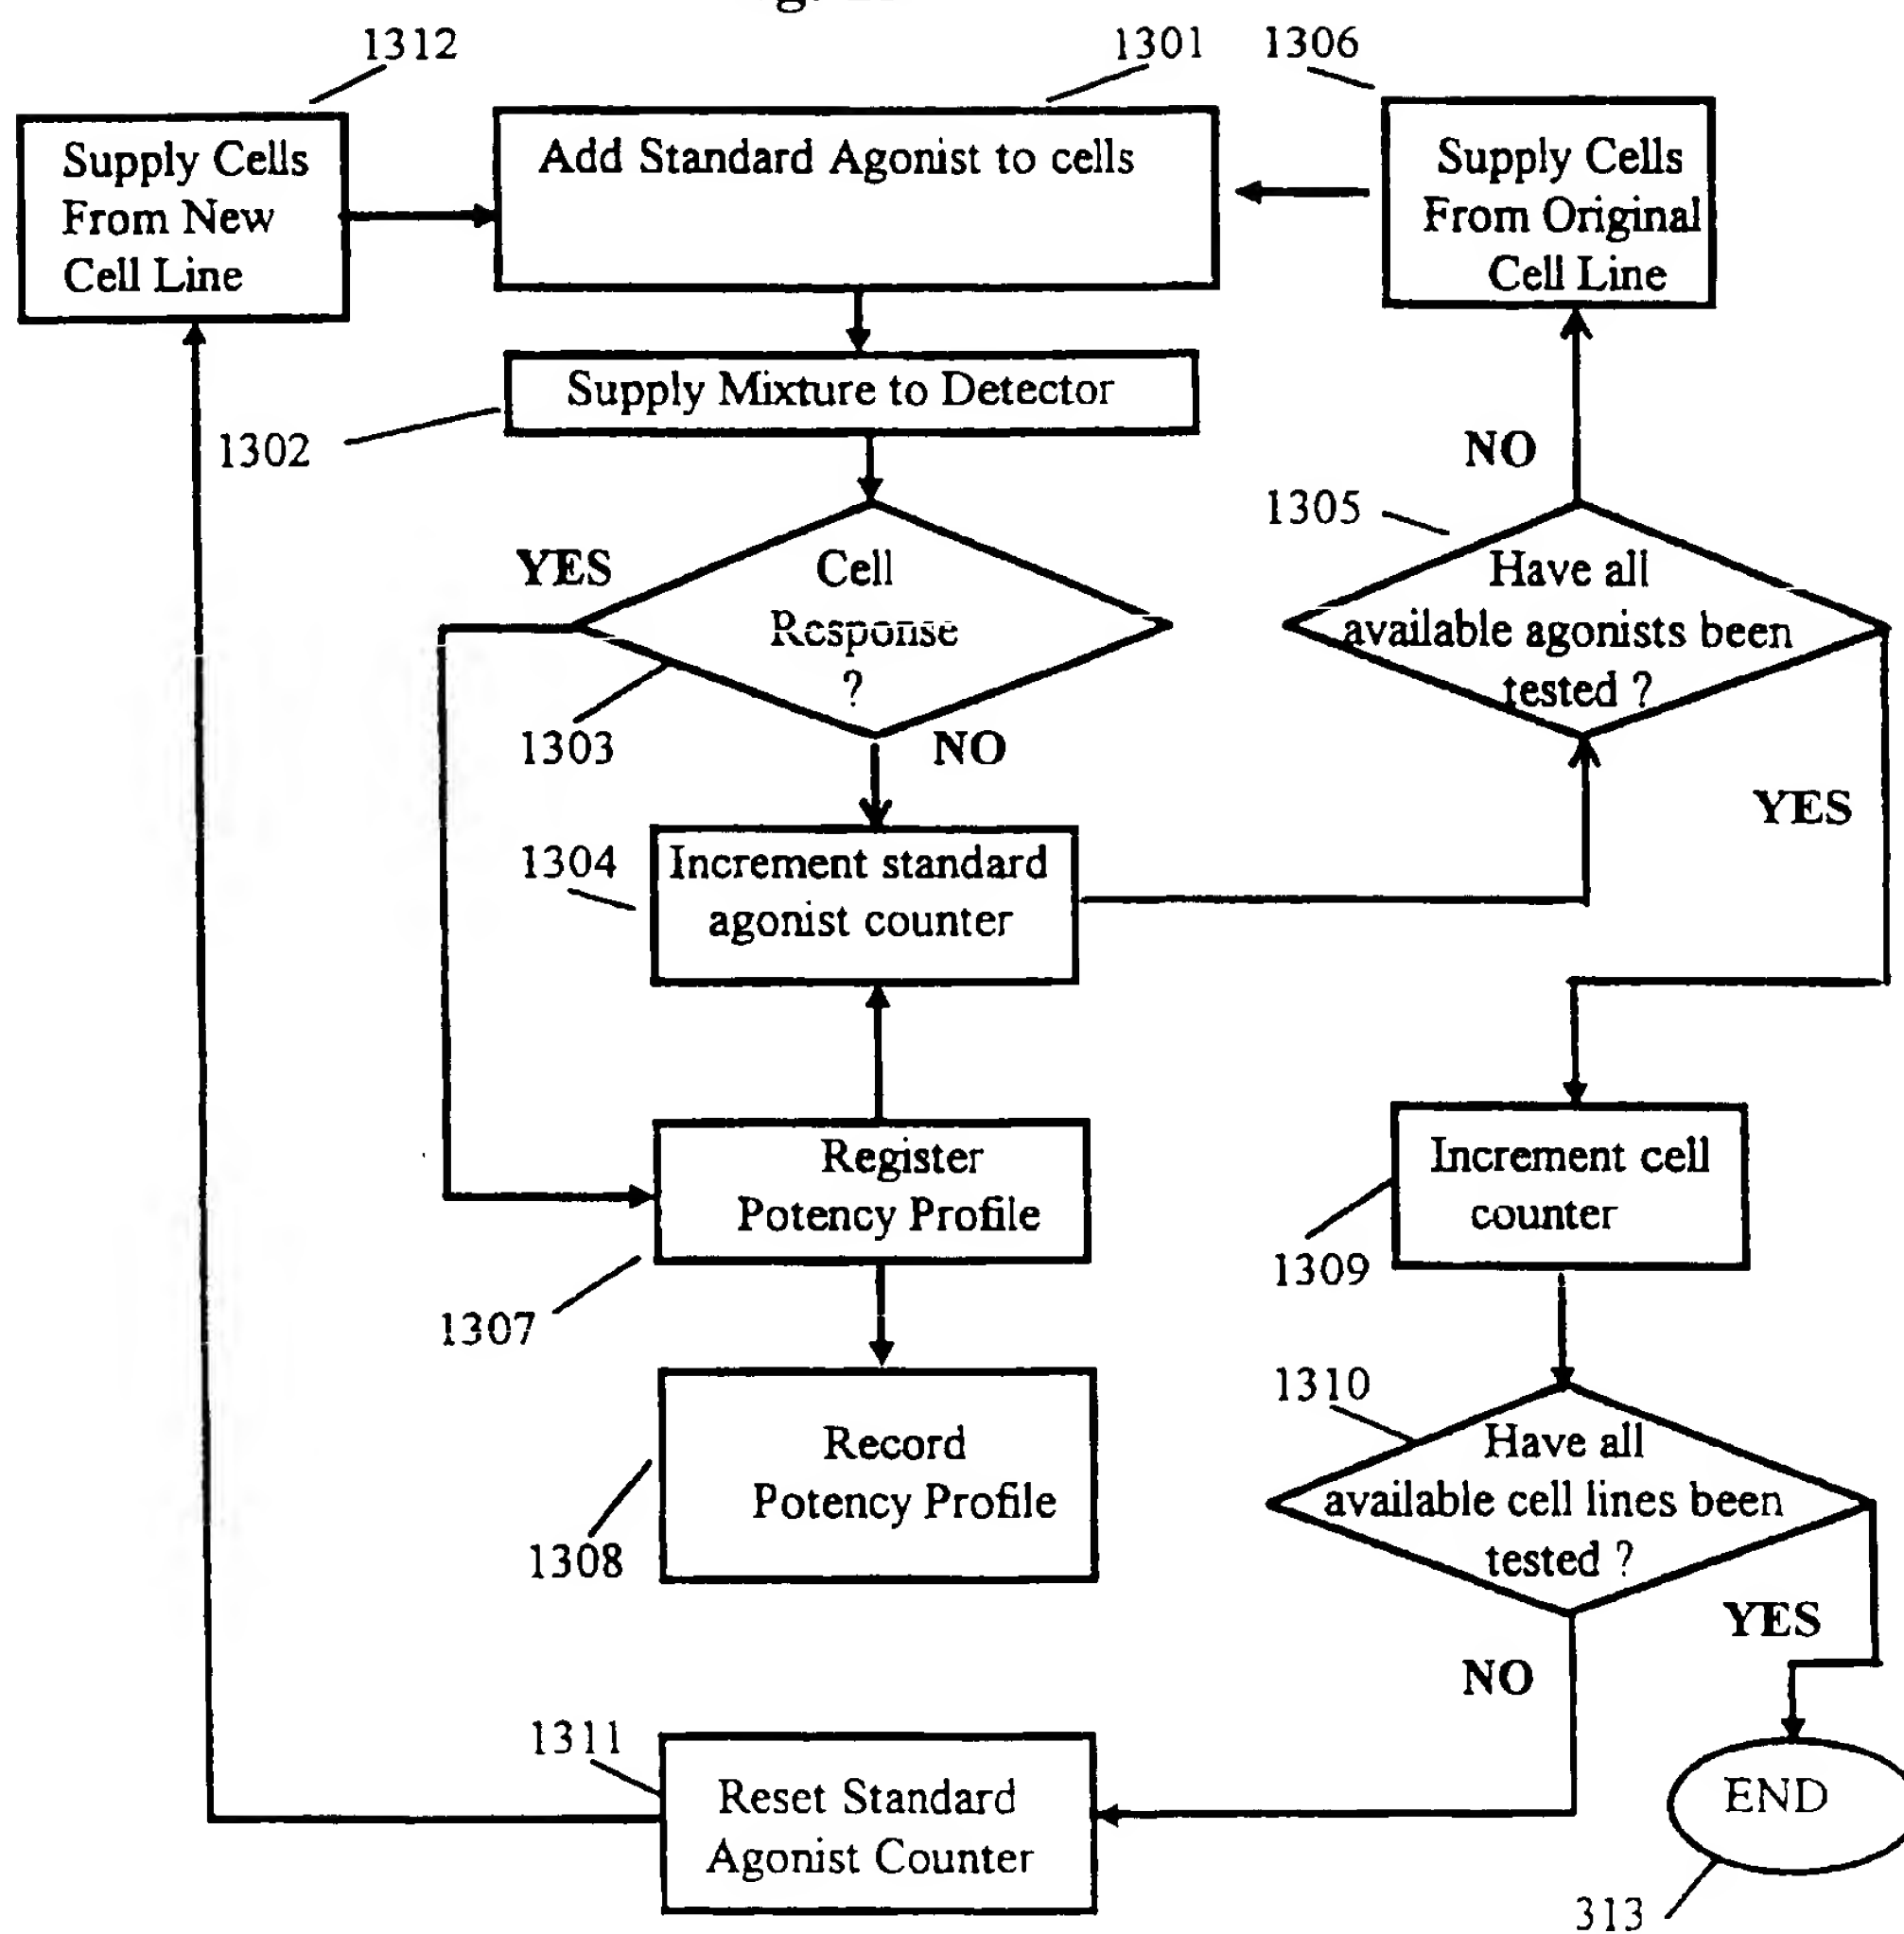 1312
1301
1306
Supply Cells
From New
Cell Line
Add Standard Agonist to cells
Supply Cells
From Original
Cell Line
Supply Mixture to Detector
1302
NO
1305
YES
Cell
Response
?
1303
NO
Have all
available agonists been
tested ?
YES
1304
Increment standard
agonist counter
Register
Potency Profile
1307
Increment cell
counter
1309
Record
Potency Profile
1308
1310
Have all
available cell lines been
tested ?
YES
NO
1311
Reset Standard
Agonist Counter
END
313